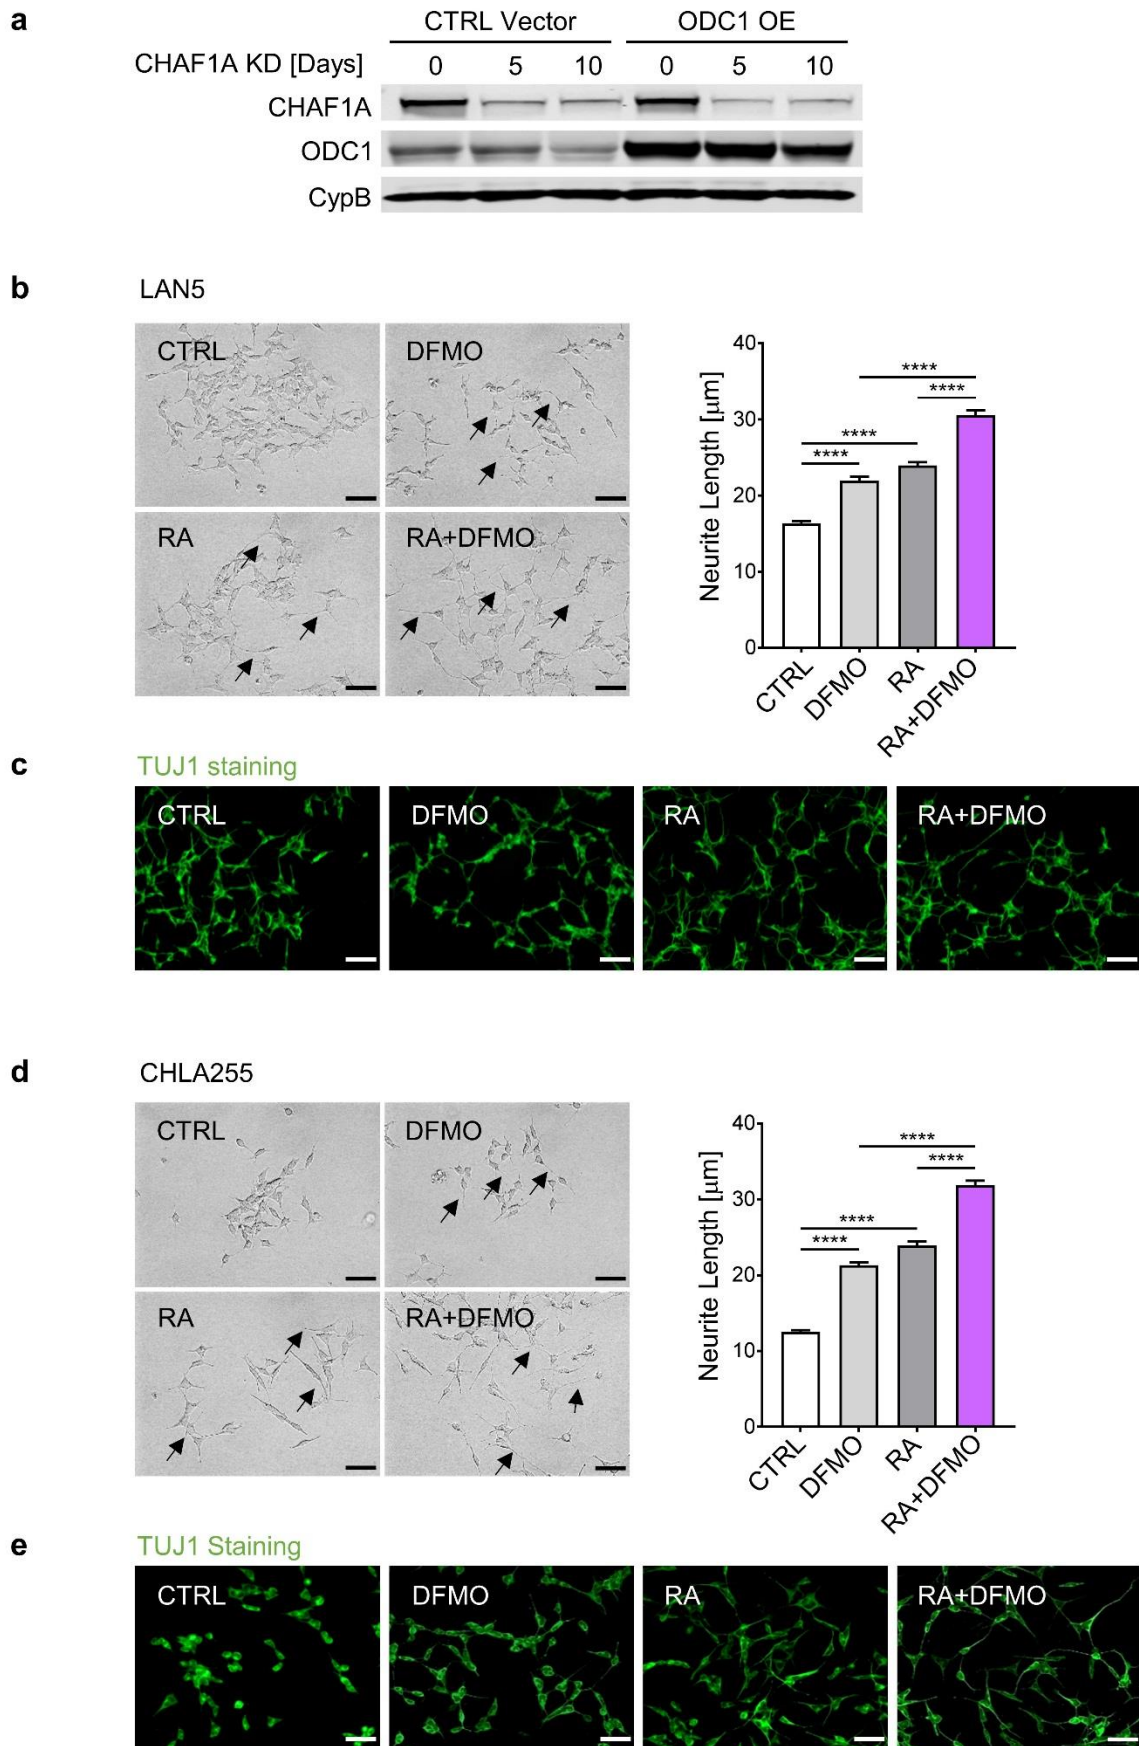 a
CTRL Vector ODC1 OE
CHAF1A KD [Days] 0 5 10 0 5 10
CHAF1A
ODC1
CypB
b
LAN5
CTRL DFMO
RA RA+DFMO
Neurite Length [μm]
40
30
20
10
0
**** 
****
****
****
CTRL DFMO RA RA+DFMO
c
TUJ1 staining
CTRL DFMO RA RA+DFMO
d
CHLA255
CTRL DFMO
RA RA+DFMO
Neurite Length [μm]
40
30
20
10
0
****
****
****
****
CTRL DFMO RA RA+DFMO
e
TUJ1 Staining
CTRL DFMO RA RA+DFMO